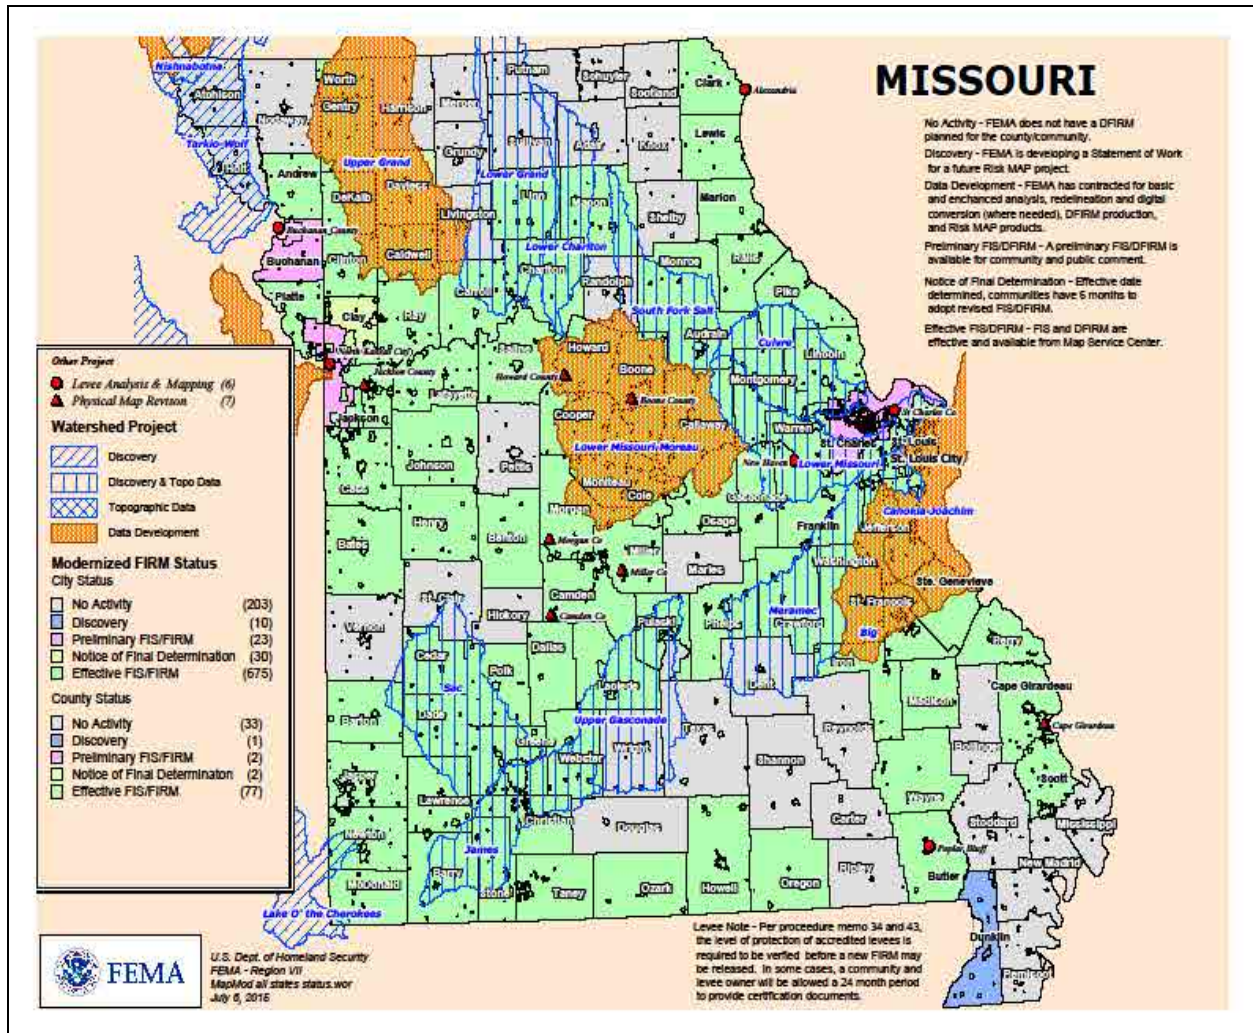 MISSOURI
No Activity - FEMA does not have a DFIRM
planned for the county/community.
Discovery - FEMA is developing a Statement of Work
for a future Risk MAP project.
Data Development - FEMA has contracted for basic
and enchanced analysis, redelineation and digital
conversion (where needed), DFIRM production,
and Risk MAP products.
Preliminary FIS/DFIRM - A preliminary FIS/DFIRM is
available for community and public comment.
Notice of Final Determination - Effective date
determined, communities have 6 months to
adopt revised FIS/DFIRM.
Effective FIS/DFIRM - FIS and DFIRM are
effective and available from Map Service Center.
Nishnabotna
Atchison
Nodaway
Worth
Gentry
Harrison
Mercer
Putnam
Schuyler
Scotland
Clark
Alexandria
Tarkio-Wolf
Holt
Andrew
Upper Grand
DeKalb
Daviess
Grundy
Sullivan
Adair
Knox
Lewis
Lower Grand
Livingston
Linn
Macon
Shelby
Marion
Buchanan County
Buchanan
Clinton
Caldwell
Lower Chariton
Chariton
Randolph
Monroe
Ralls
Platte
Clay
Ray
Carroll
South Fork Salt
Pike
Audrain
Cuivre
Lincoln
North Kansas City
Jackson County
Saline
Howard
Howard County
Boone
Boone County
Montgomery
Lafayette
Jackson
Cooper
Callaway
Warren
St. Charles
St Charles Co
St. Louis
St. Louis City
Johnson
Pettis
Lower Missouri-Moreau
New Haven
Lower Missouri
Cass
Moniteau
Cole
Gasconade
Cahokia-Joachim
Henry
Morgan
Osage
Franklin
Jefferson
Bates
Benton
Morgan Co
Miller
Miller Co
Maries
Washington
Ste. Genevieve
St. Clair
Hickory
Camden
Camden Co
Pulaski
Phelps
Meramec
Crawford
St. Francois
Big
Perry
Vernon
Cedar
Polk
Dallas
Laclede
Dent
Iron
Madison
Cape Girardeau
Cape Girardeau
Barton
Sac
Dade
Greene
Upper Gasconade
Webster
Wright
Texas
Reynolds
Shannon
Bollinger
Scott
Jasper
Lawrence
Christian
Douglas
Carter
Wayne
Stoddard
Mississippi
Newton
James
Barry
Stone
Taney
Ozark
Howell
Oregon
Ripley
Poplar Bluff
Butler
New Madrid
McDonald
Lake O' the Cherokees
Dunklin
Pemiscot
Other Project
Levee Analysis & Mapping (6)
Physical Map Revison (7)
Watershed Project
Discovery
Discovery & Topo Data
Topographic Data
Data Development
Modernized FIRM Status
City Status
No Activity (203)
Discovery (10)
Preliminary FIS/FIRM (23)
Notice of Final Determination (30)
Effective FIS/FIRM (675)
County Status
No Activity (33)
Discovery (1)
Preliminary FIS/FIRM (2)
Notice of Final Determinaton (2)
Effective FIS/FIRM (77)
FEMA
U.S. Dept. of Homeland Security
FEMA - Region VII
MapMod all states status.wor
July 6, 2015
Levee Note - Per proceedure memo 34 and 43,
the level of protection of accredited levees is
required to be verfied before a new FIRM may
be released. In some cases, a community and
levee owner will be allowed a 24 month period
to provide certification documents.